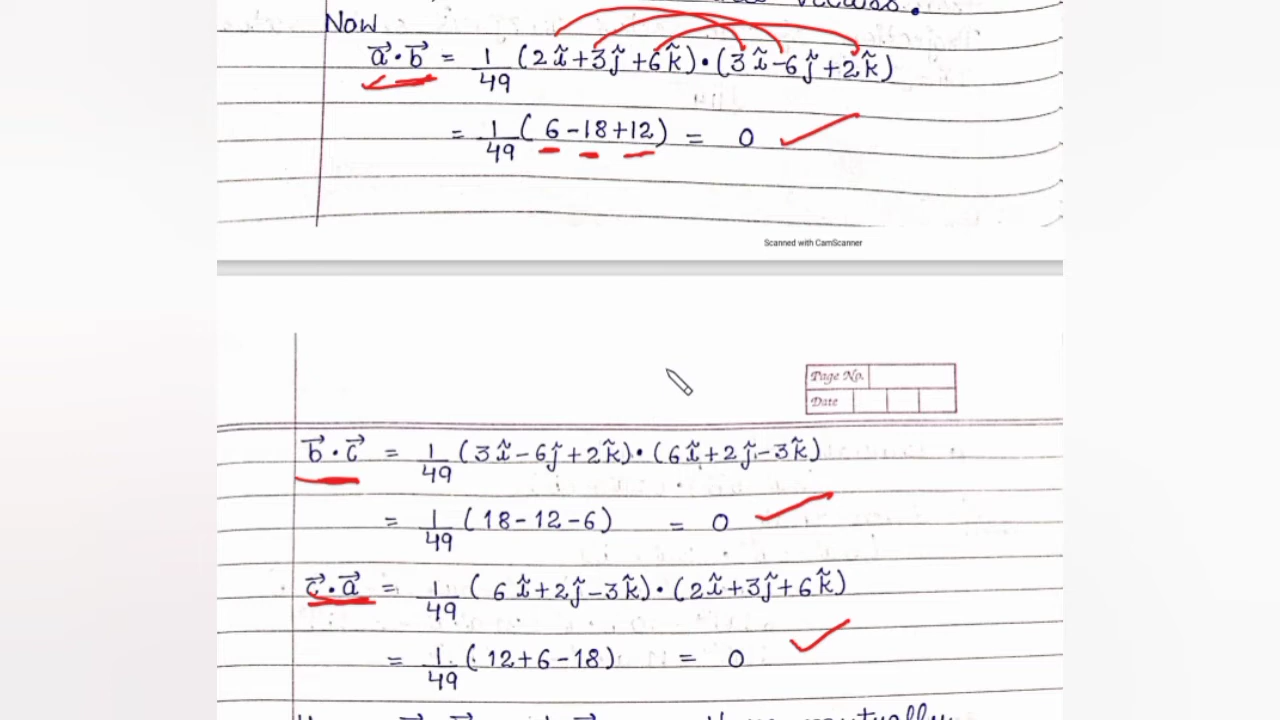 Now
a⃗·b⃗ = 1/49 (2î+3ĵ+6k̂)·(3î-6ĵ+2k̂)
= 1/49 (6-18+12) = 0
Scanned with CamScanner
Page No.
Date
b⃗·c⃗ = 1/49 (3î-6ĵ+2k̂)·(6î+2ĵ-3k̂)
= 1/49 (18-12-6) = 0
c⃗·a⃗ = 1/49 (6î+2ĵ-3k̂)·(2î+3ĵ+6k̂)
= 1/49 (12+6-18) = 0